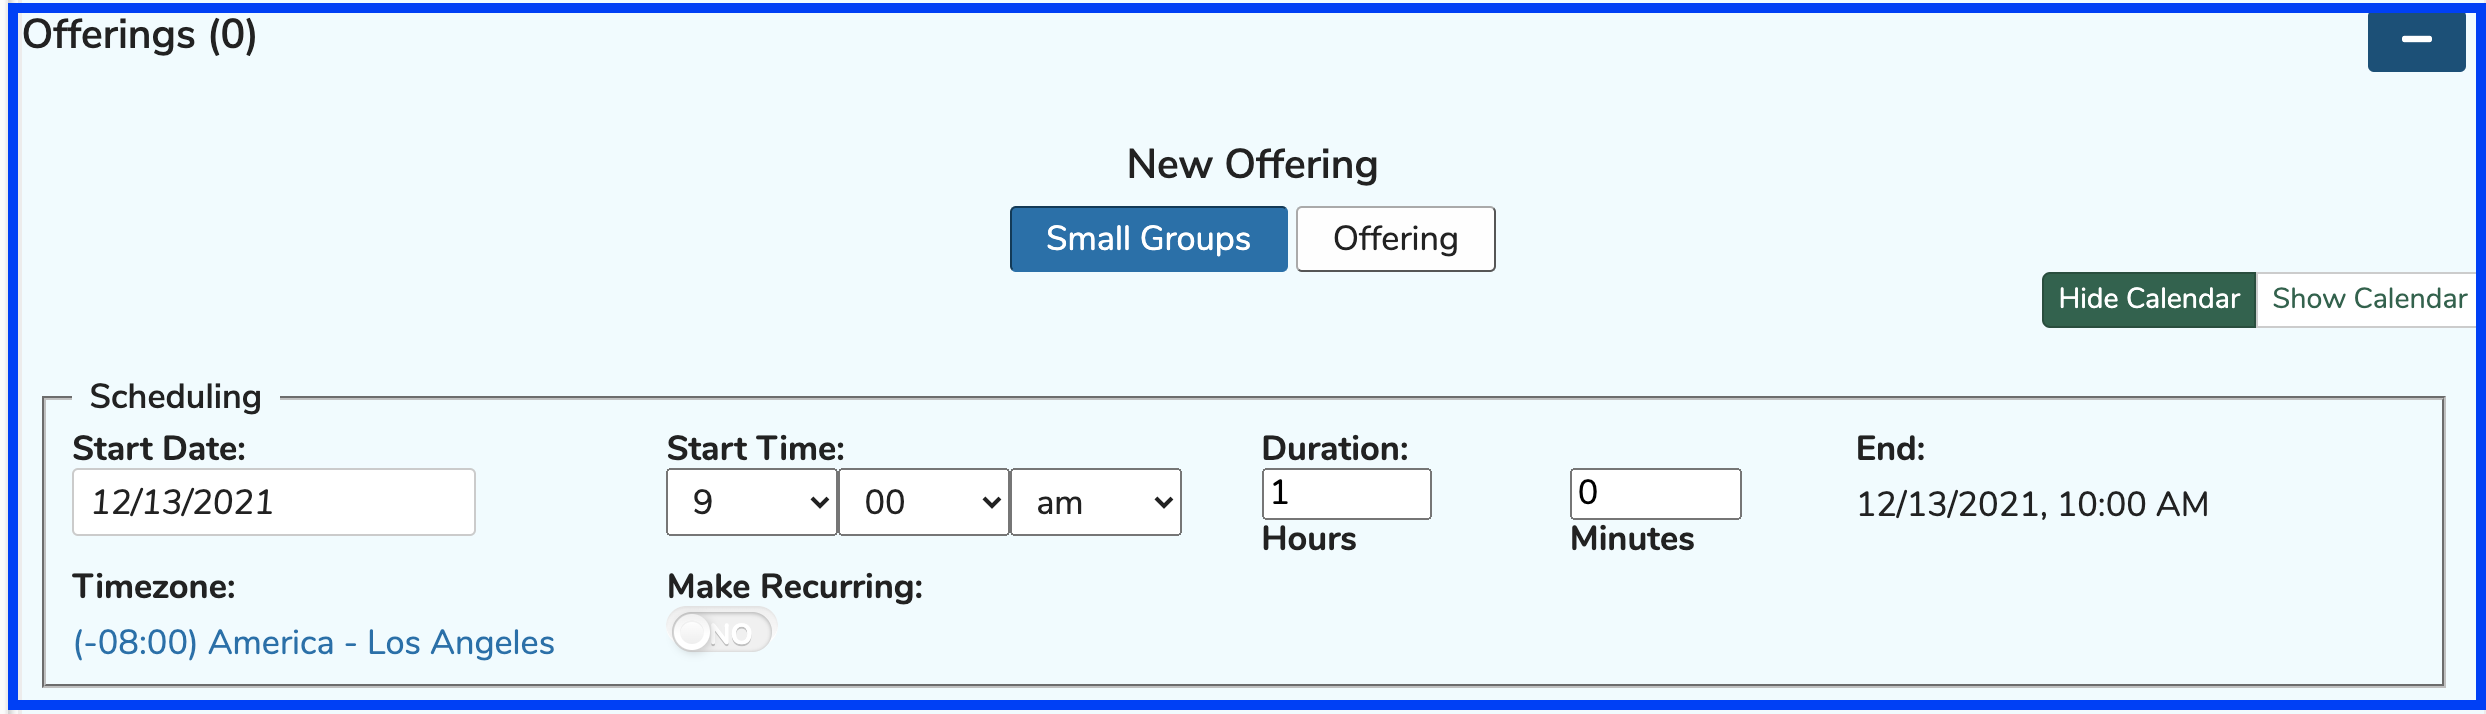 Offerings (0)
New Offering
Small Groups Offering
Hide Calendar Show Calendar
Scheduling
Start Date: Start Time: Duration: End:
12/13/2021 9 00 am 1 0 12/13/2021, 10:00 AM
Hours Minutes
Timezone: Make Recurring:
(-08:00) America - Los Angeles NO